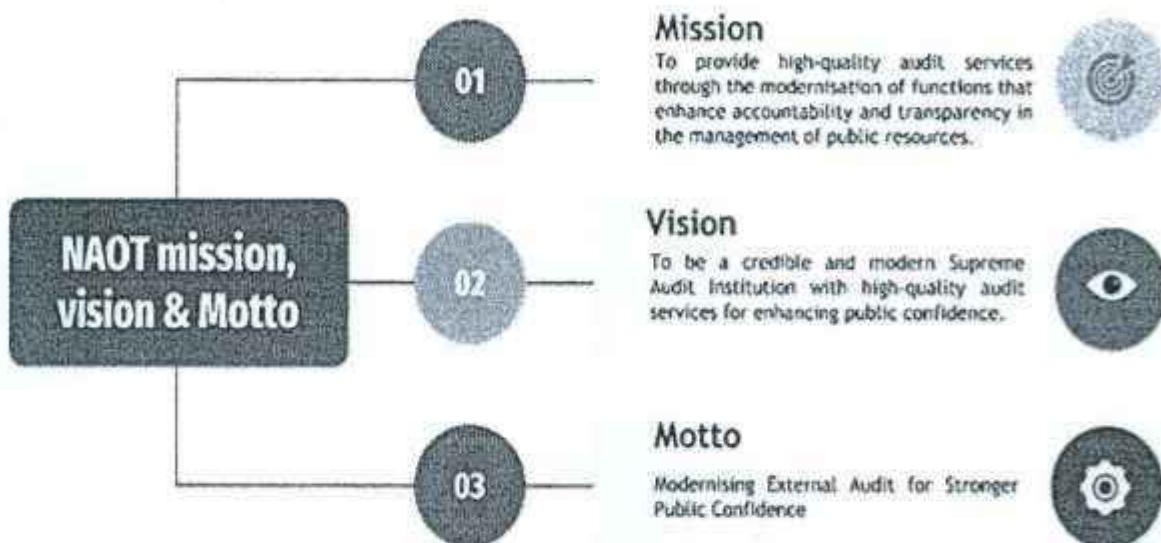 NAOT mission,
vision & Motto
01
Mission
To provide high-quality audit services
through the modernisation of functions that
enhance accountability and transparency in
the management of public resources.
02
Vision
To be a credible and modern Supreme
Audit Institution with high-quality audit
services for enhancing public confidence.
03
Motto
Modernising External Audit for Stronger
Public Confidence